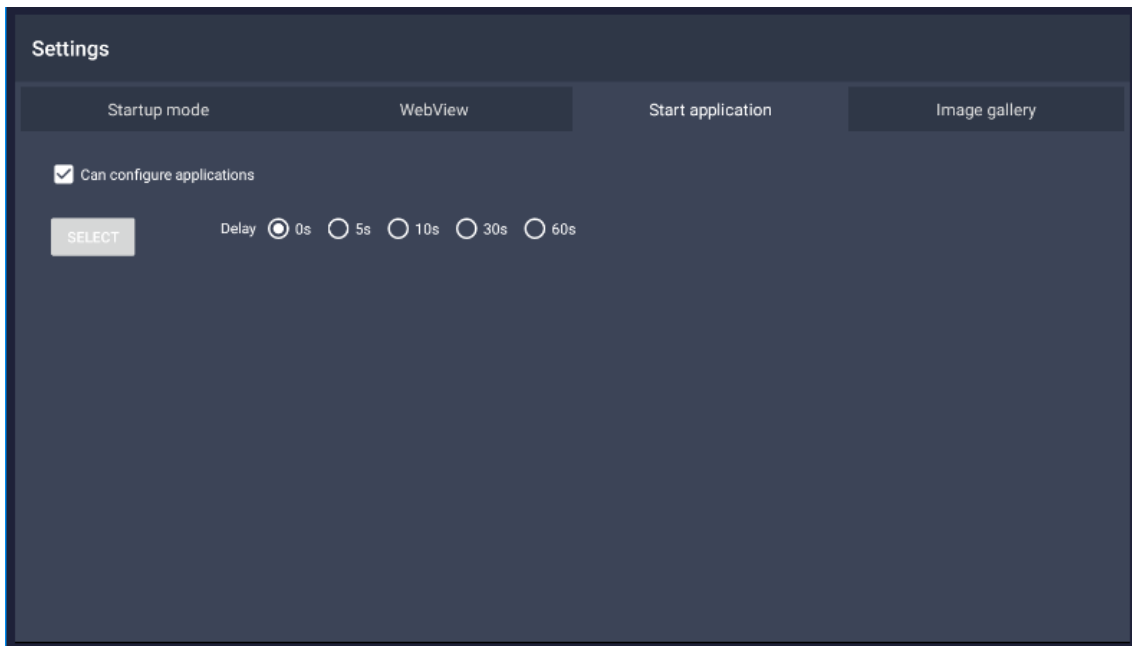 Settings
Startup mode WebView Start application Image gallery
Can configure applications
SELECT Delay 0s 5s 10s 30s 60s